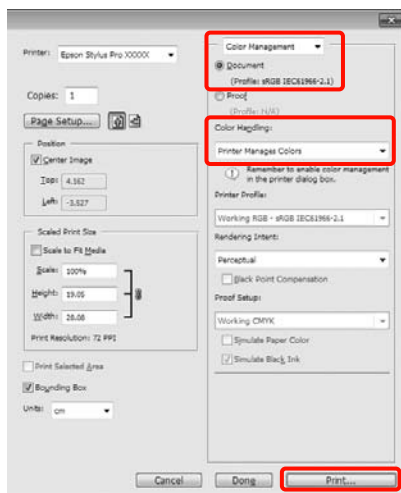 Printer: Epson Stylus Pro XXXXX
Copies: 1
Page Setup...
Position
Center Image
Top: 4.162
Left: -3.527
Scaled Print Size
Scale to Fit Media
Scale: 100%
Height: 19.05
Width: 28.08
Print Resolution: 72 PPI
Print Selected Area
Bounding Box
Units: cm
Color Management
Document
(Profile: sRGB IEC61966-2.1)
Proof
(Profile: N/A)
Color Handling:
Printer Manages Colors
Remember to enable color management
in the printer dialog box.
Printer Profile:
Working RGB - sRGB IEC61966-2.1
Rendering Intent:
Perceptual
Black Point Compensation
Proof Setup:
Working CMYK
Simulate Paper Color
Simulate Black Ink
Cancel
Done
Print...